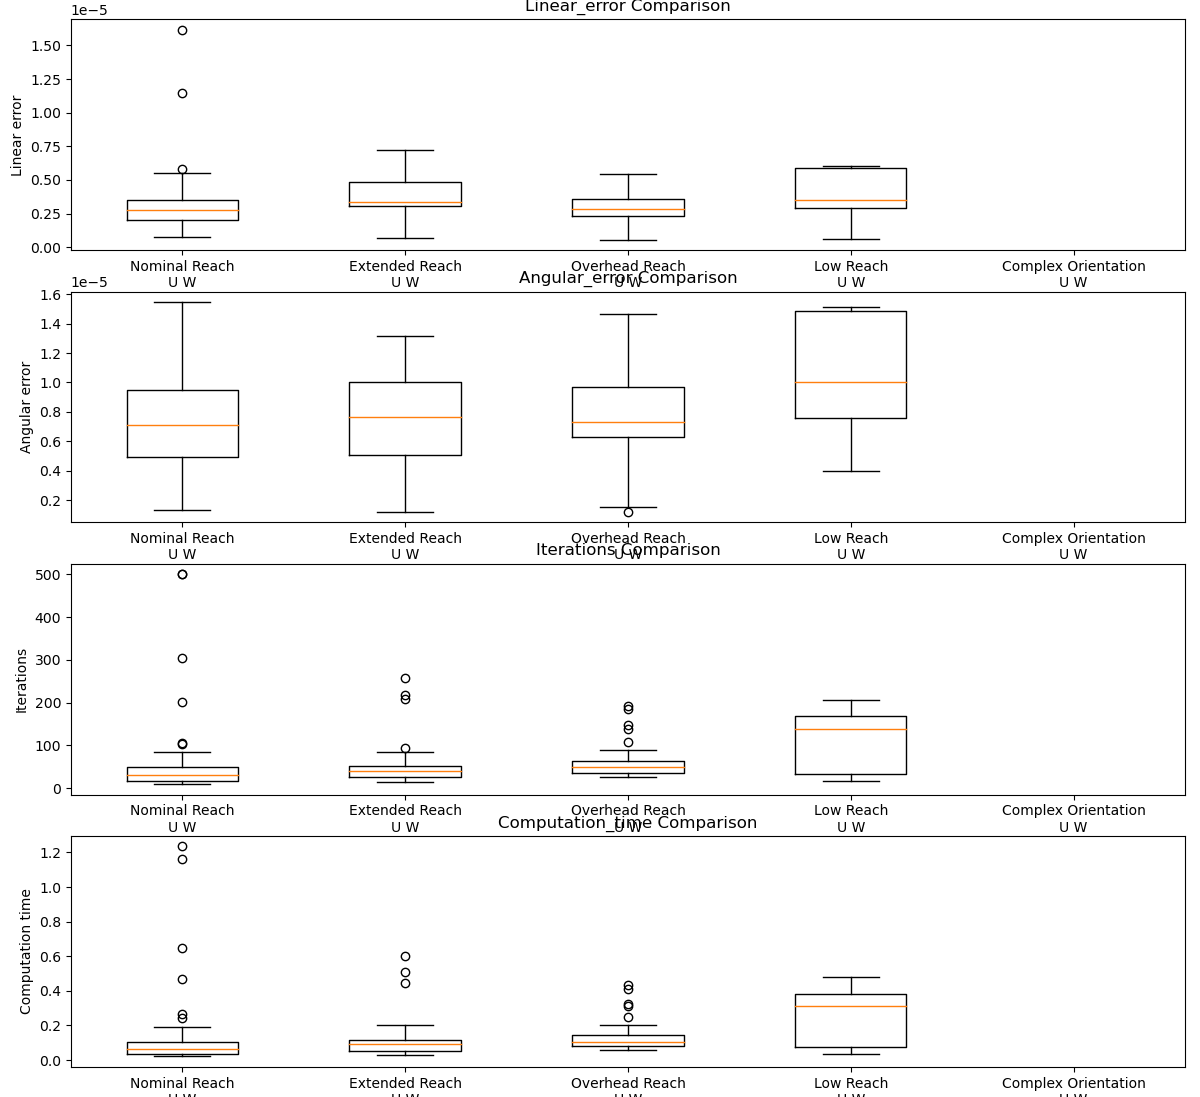 Linear_error Comparison
1e−5
1.50
1.25
1.00
0.75
0.50
0.25
0.00
Linear error
Nominal Reach Extended Reach Overhead Reach Low Reach Complex Orientation
U W U W U W U W U W
Angular_error Comparison
1e−5
1.6
1.4
1.2
1.0
0.8
0.6
0.4
0.2
Angular error
Nominal Reach Extended Reach Overhead Reach Low Reach Complex Orientation
U W U W U W U W U W
Iterations Comparison
500
400
300
200
100
0
Iterations
Nominal Reach Extended Reach Overhead Reach Low Reach Complex Orientation
U W U W U W U W U W
Computation_time Comparison
1.2
1.0
0.8
0.6
0.4
0.2
0.0
Computation time
Nominal Reach Extended Reach Overhead Reach Low Reach Complex Orientation
U W U W U W U W U W